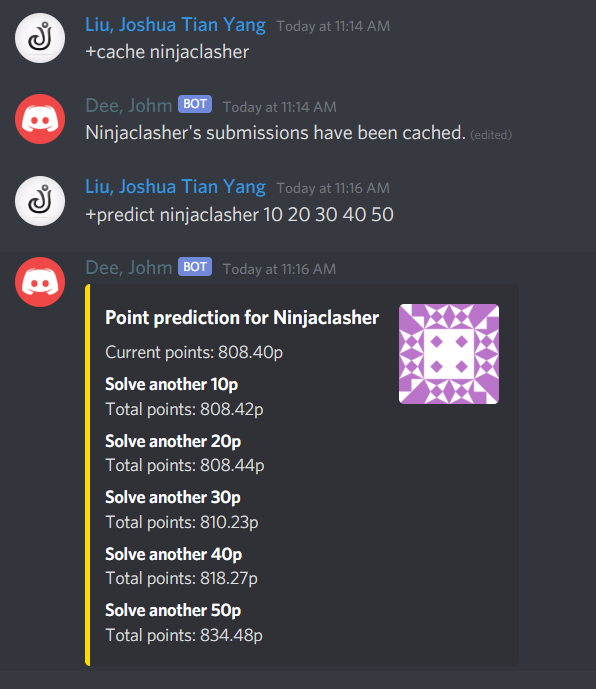 Liu, Joshua Tian Yang Today at 11:14 AM
+cache ninjaclasher
Dee, Johm BOT Today at 11:14 AM
Ninjaclasher's submissions have been cached. (edited)
Liu, Joshua Tian Yang Today at 11:16 AM
+predict ninjaclasher 10 20 30 40 50
Dee, Johm BOT Today at 11:16 AM
Point prediction for Ninjaclasher
Current points: 808.40p
Solve another 10p
Total points: 808.42p
Solve another 20p
Total points: 808.44p
Solve another 30p
Total points: 810.23p
Solve another 40p
Total points: 818.27p
Solve another 50p
Total points: 834.48p